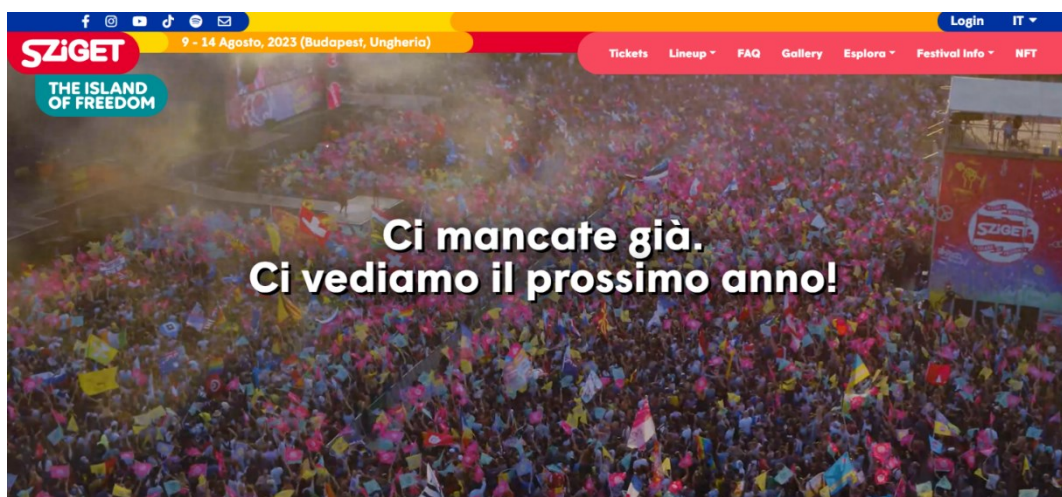 Login
IT
SZiGET
THE ISLAND
OF FREEDOM
9 - 14 Agosto, 2023 (Budapest, Ungheria)
Tickets
Lineup
FAQ
Gallery
Esplora
Festival Info
NFT
SZIGET
Ci mancate già.
Ci vediamo il prossimo anno!